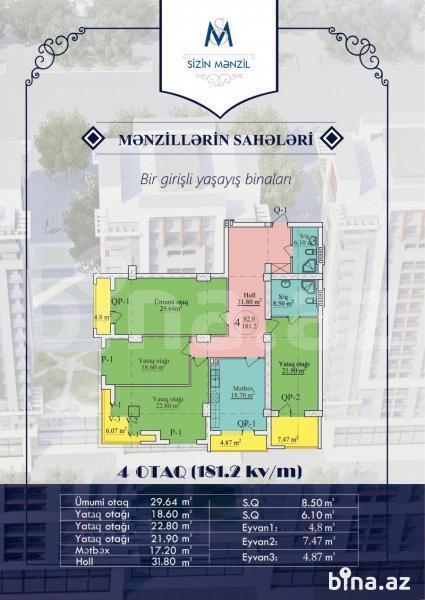 SIZIN MƏNZIL
MƏNZİLLƏRİN SAHƏLƏRİ
Bir girişli yaşayış binaları
Q-1
S/q
6.10 m²
Holl
31.80 m²
S/q
8.50 m²
QP-1
Ümumi otaq
29.64 m²
4.8 m²
4 92.9
181.2
P-1
Yataq otağı
18.60 m²
Yataq otağı
21.90 m²
Mətbəx
18.70 m²
Yataq otağı
22.80 m²
V-1
V-3
V-2
6.07 m²
V-1
P-1
QP-1
QP-2
4.87 m²
7.47 m²
4 OTAQ (181.2 kv/m)
Ümumi otaq 29.64 m² S.Q 8.50 m²
Yataq otağı 18.60 m² S.Q 6.10 m²
Yataq otağı 22.80 m² Eyvan1: 4.8 m²
Yataq otağı 21.90 m² Eyvan2: 7.47 m²
Mətbəx 17.20 m² Eyvan3: 4.87 m²
Holl 31.80 m²
bina.az